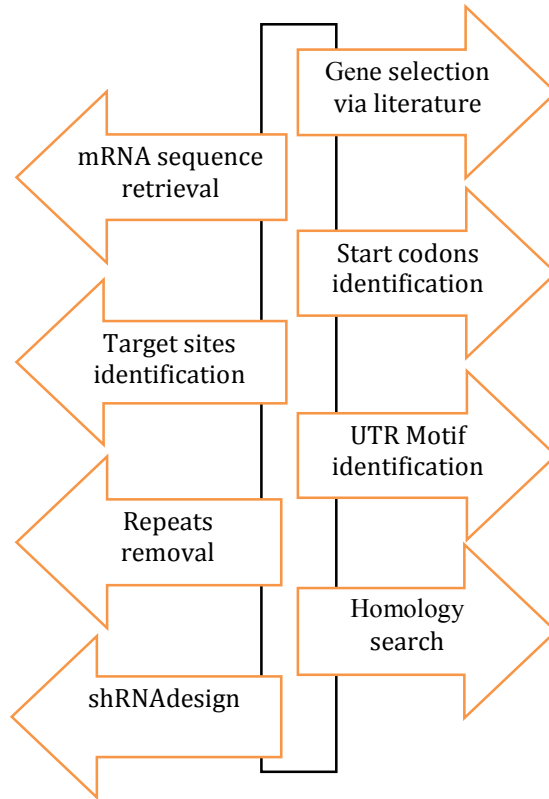 Gene selection
via literature
mRNA sequence
retrieval
Start codons
identification
Target sites
identification
UTR Motif
identification
Repeats
removal
Homology
search
shRNAdesign